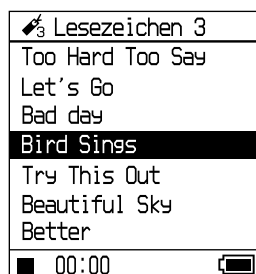 3 Lesezeichen 3
Too Hard Too Say
Let's Go
Bad day
Bird Sings
Try This Out
Beautiful Sky
Better
00:00